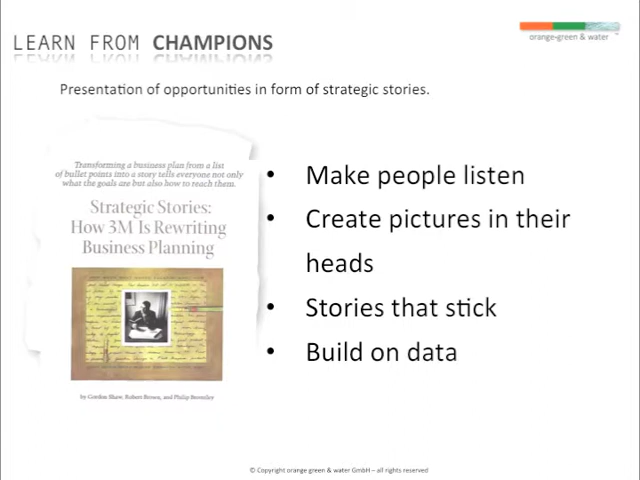 LEARN FROM CHAMPIONS
orange-green & water
Presentation of opportunities in form of strategic stories.
Transforming a business plan from a list
of bullet points into a story tells everyone not only
what the goals are but also how to reach them.
Strategic Stories:
How 3M Is Rewriting
Business Planning
by Gordon Shaw, Robert Brown, and Philip Bromiley
• Make people listen
• Create pictures in their
heads
• Stories that stick
• Build on data
© Copyright orange green & water GmbH – all rights reserved